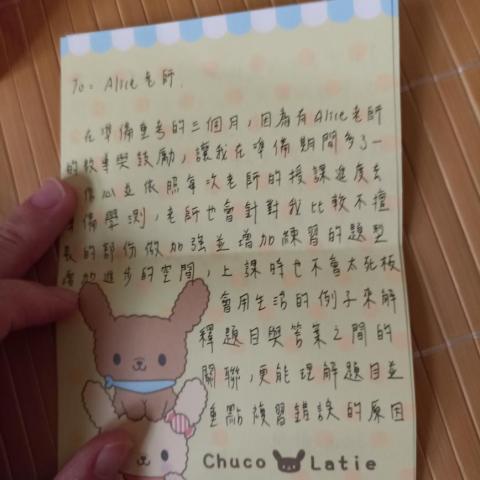 To: Alice老師
在準備重考的三個月,因為有Alice老師
的教導與鼓勵,讓我在準備期間多了一
信心並依照每次老師的授課進度去
準備學測,老師也會針對我比較不擅
長的部份做加強並增加練習的題型
增加進步的空間,上課時也不會太死板
會用生活的例子來解
釋題目與答案之間的
關聯,更能理解題目並
重點複習錯誤的原因
Chuco Latie